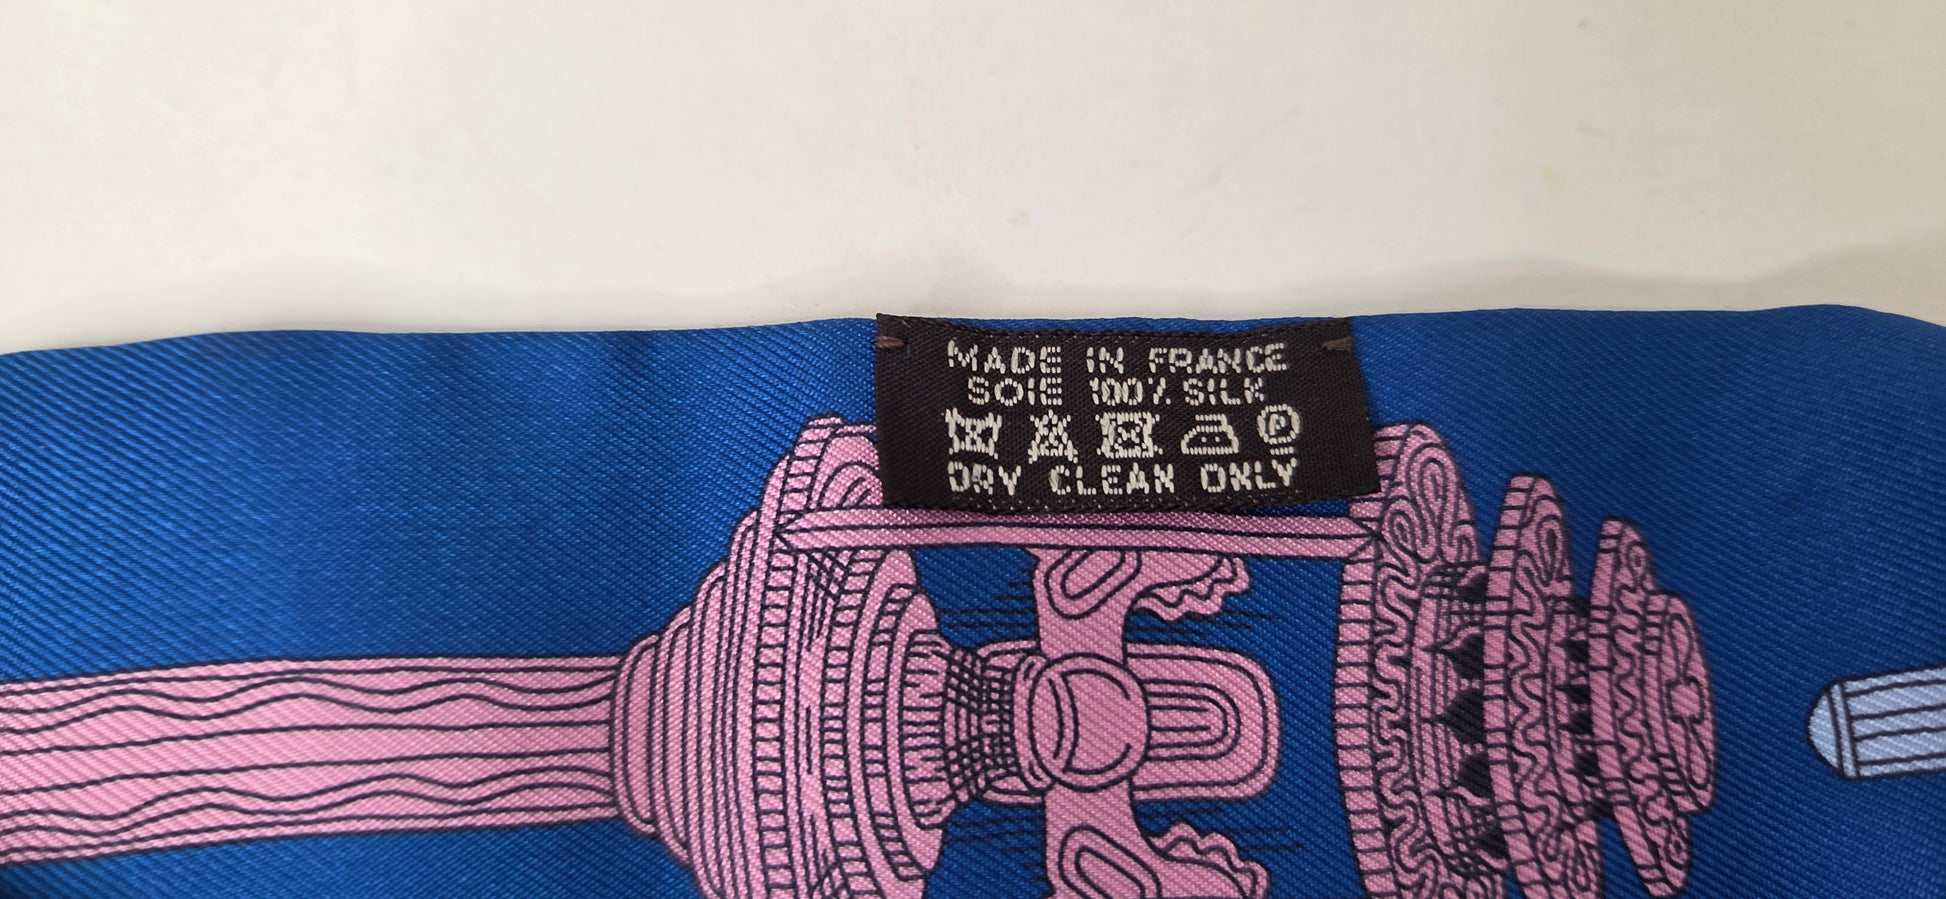 MADE IN FRANCE
SOIE 100% SILK
P
DRY CLEAN ONLY